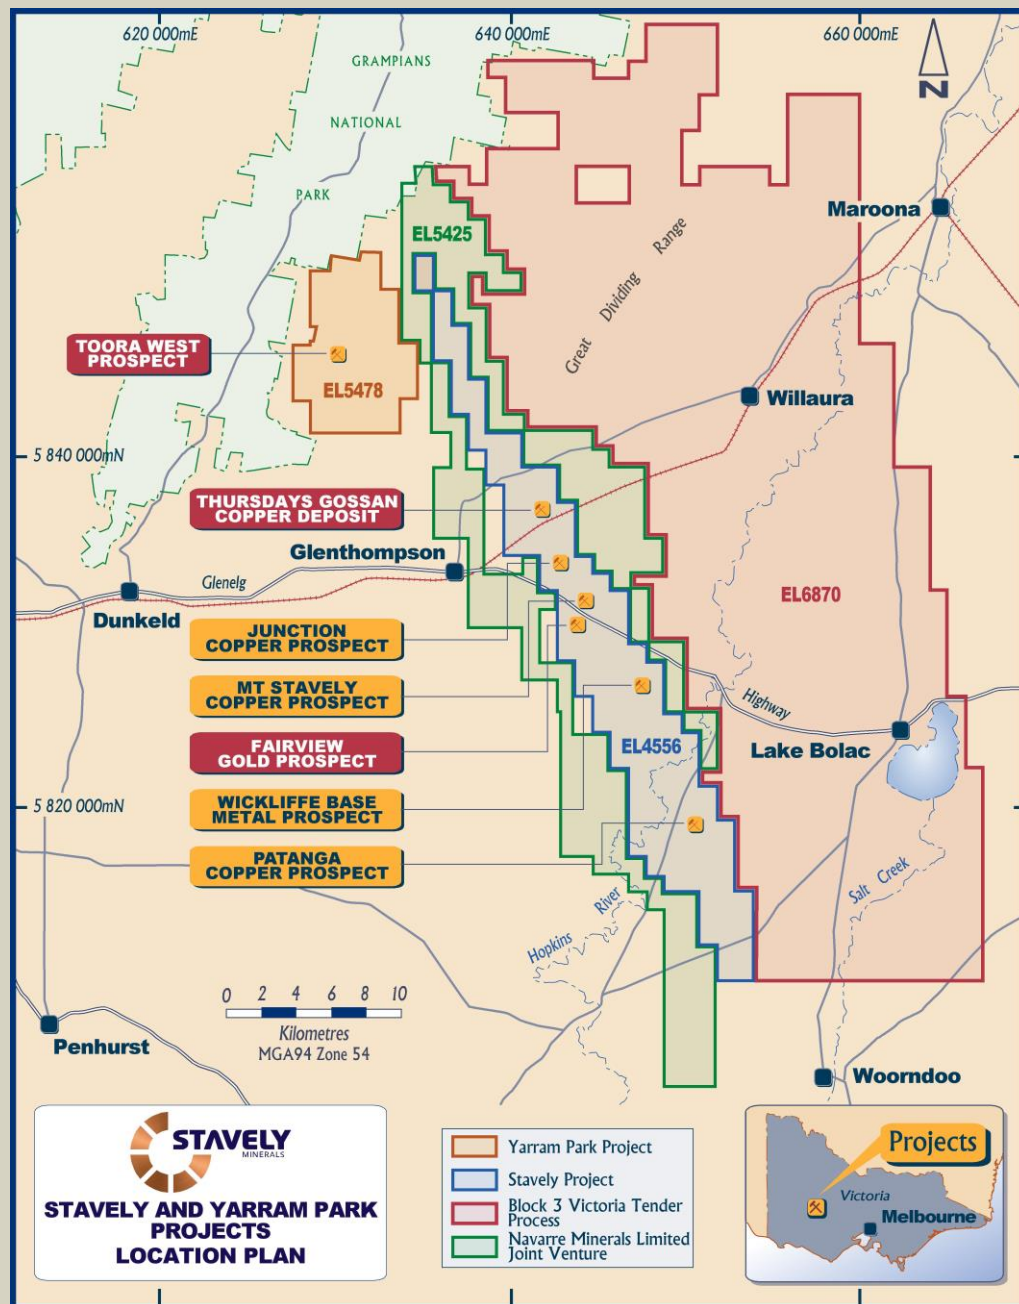 620 000mE
640 000mE
660 000mE
GRAMPIANS
NATIONAL
PARK
N
Maroona
EL5425
Great Dividing Range
TOORA WEST
PROSPECT
EL5478
Willaura
5 840 000mN
THURSDAYS GOSSAN
COPPER DEPOSIT
Glenthompson
Glenelg
Highway
Dunkeld
EL6870
JUNCTION
COPPER PROSPECT
MT STAVELY
COPPER PROSPECT
FAIRVIEW
GOLD PROSPECT
EL4556
Lake Bolac
WICKLIFFE BASE
METAL PROSPECT
5 820 000mN
PATANGA
COPPER PROSPECT
Salt Creek
Hopkins River
0 2 4 6 8 10
Kilometres
MGA94 Zone 54
Penhurst
Woorndoo
STAVELY
MINERALS
STAVELY AND YARRAM PARK
PROJECTS
LOCATION PLAN
Yarram Park Project
Stavely Project
Block 3 Victoria Tender
Process
Navarre Minerals Limited
Joint Venture
Projects
Victoria
Melbourne